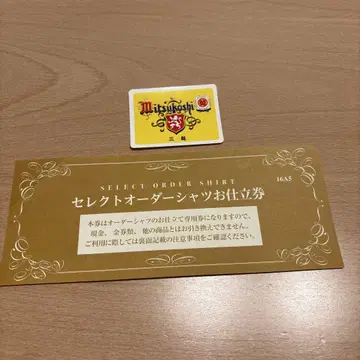 Mitsukoshi
三越
SELECT ORDER SHIRT
16A5
セレクトオーダーシャツお仕立券
本券はオーダーシャツのお仕立て専用券になりますので、
現金、金券類、他の商品とはお引き換えできません。
ご利用に際しては裏面記載の注意事項をご確認ください。